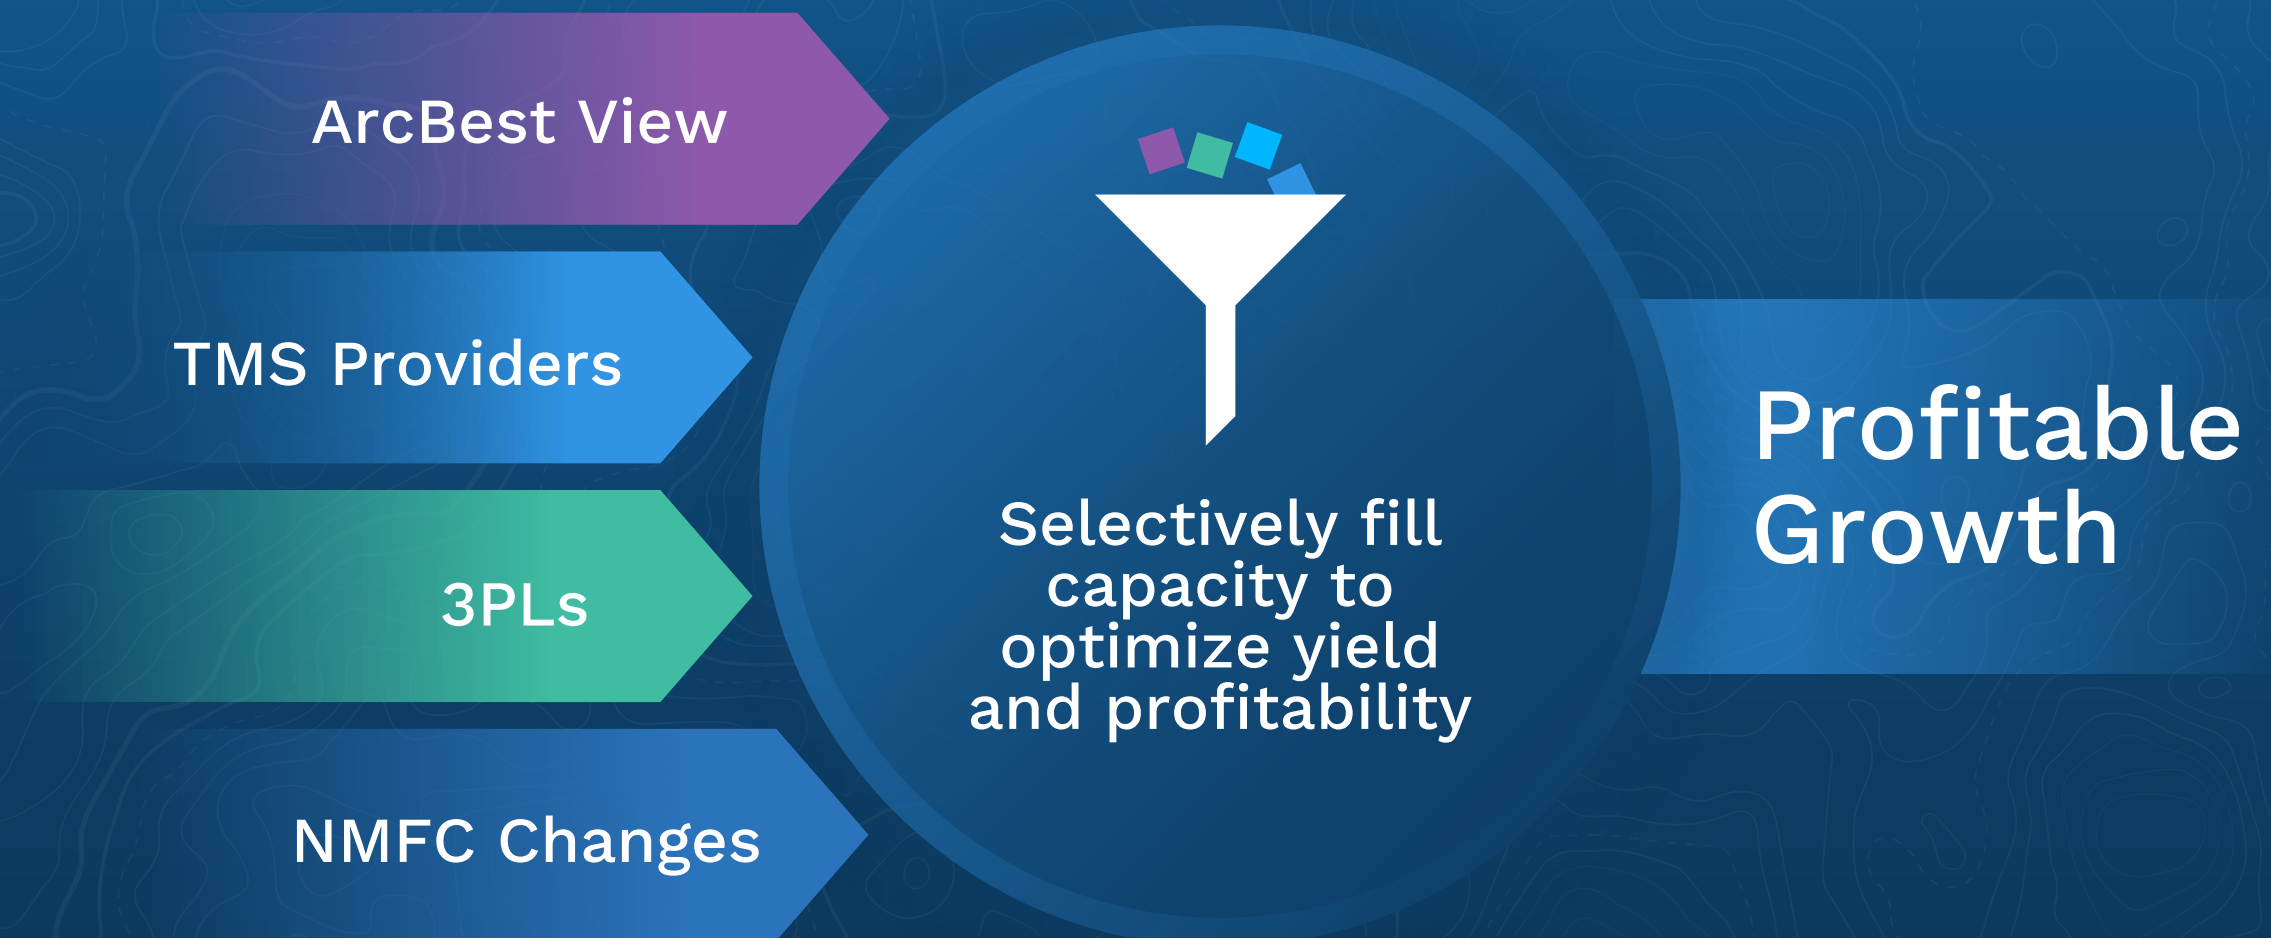 ArcBest View
TMS Providers
3PLs
NMFC Changes
Selectively fill
capacity to
optimize yield
and profitability
Profitable
Growth